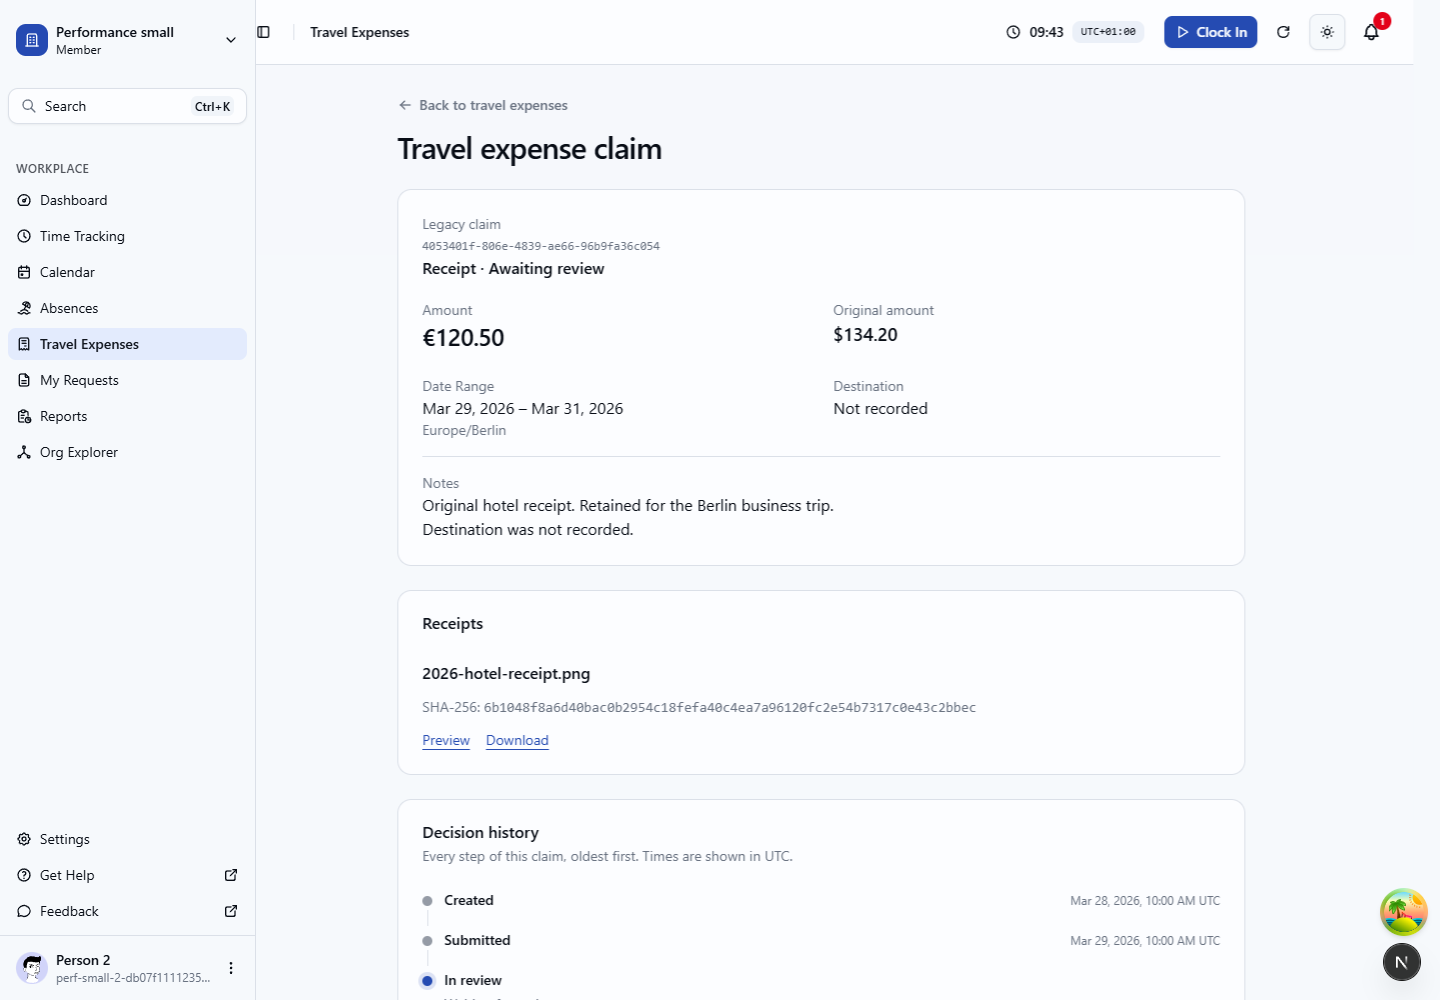 Performance small
Member
Search
Ctrl+K
WORKPLACE
Dashboard
Time Tracking
Calendar
Absences
Travel Expenses
My Requests
Reports
Org Explorer
Settings
Get Help
Feedback
Person 2
perf-small-2-db07f1111235...
Travel Expenses
09:43
UTC+01:00
Clock In
1
Back to travel expenses
Travel expense claim
Legacy claim
4053401f-806e-4839-ae66-96b9fa36c054
Receipt · Awaiting review
Amount
€120.50
Original amount
$134.20
Date Range
Mar 29, 2026 – Mar 31, 2026
Europe/Berlin
Destination
Not recorded
Notes
Original hotel receipt. Retained for the Berlin business trip.
Destination was not recorded.
Receipts
2026-hotel-receipt.png
SHA-256: 6b1048f8a6d40bac0b2954c18fefa40c4ea7a96120fc2e54b7317c0e43c2bbec
Preview Download
Decision history
Every step of this claim, oldest first. Times are shown in UTC.
Created
Mar 28, 2026, 10:00 AM UTC
Submitted
Mar 29, 2026, 10:00 AM UTC
In review
N